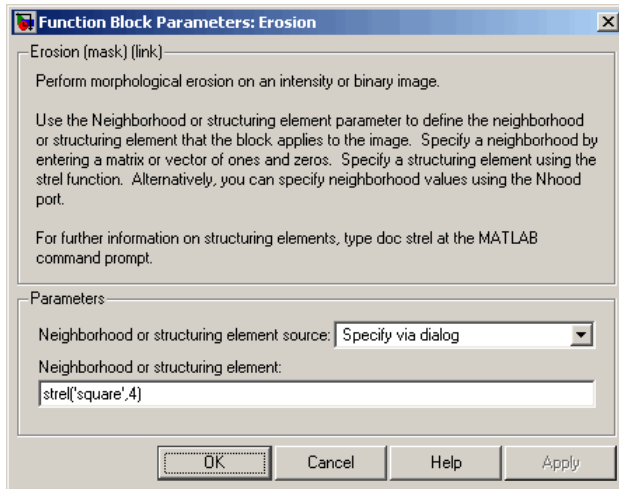 Function Block Parameters: Erosion
Erosion (mask) (link)
Perform morphological erosion on an intensity or binary image.
Use the Neighborhood or structuring element parameter to define the neighborhood
or structuring element that the block applies to the image. Specify a neighborhood by
entering a matrix or vector of ones and zeros. Specify a structuring element using the
strel function. Alternatively, you can specify neighborhood values using the Nhood
port.
For further information on structuring elements, type doc strel at the MATLAB
command prompt.
Parameters
Neighborhood or structuring element source: Specify via dialog
Neighborhood or structuring element:
strel('square',4)
OK Cancel Help Apply